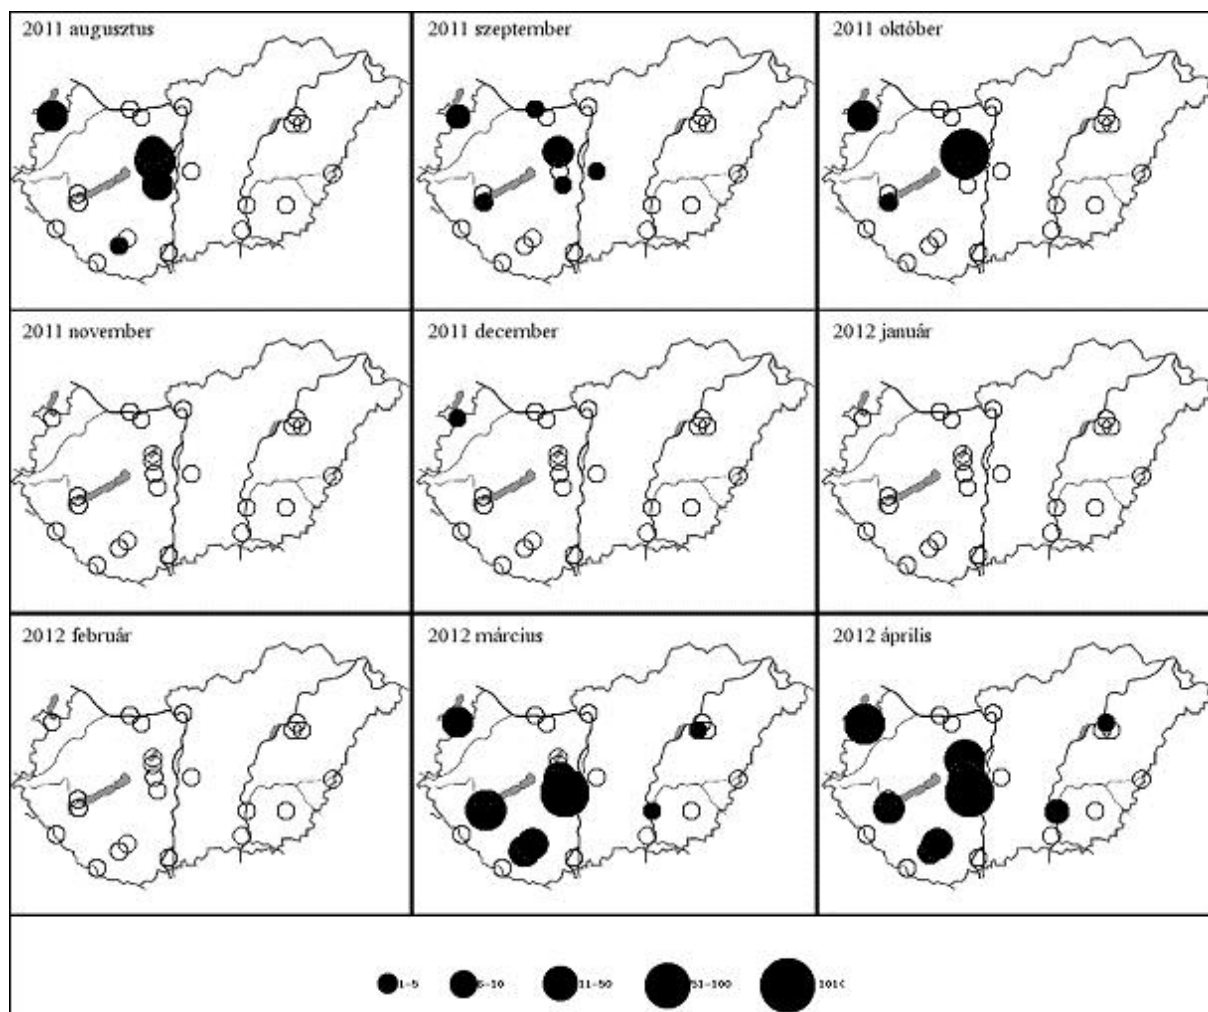 2011 augusztus
2011 szeptember
2011 október
2011 november
2011 december
2012 január
2012 február
2012 március
2012 április
1-5
6-10
11-50
51-100
101<